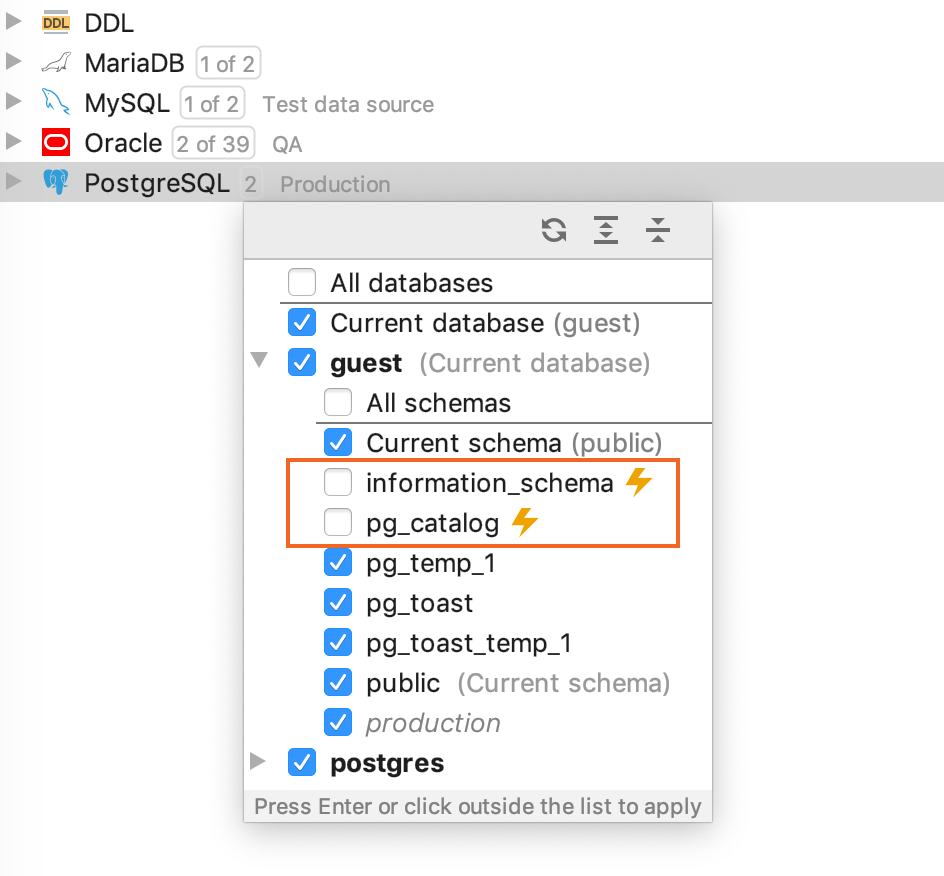 DDL DDL
MariaDB 1 of 2
MySQL 1 of 2 Test data source
Oracle 2 of 39 QA
PostgreSQL 2 Production
All databases
Current database (guest)
guest (Current database)
All schemas
Current schema (public)
information_schema
pg_catalog
pg_temp_1
pg_toast
pg_toast_temp_1
public (Current schema)
production
postgres
Press Enter or click outside the list to apply